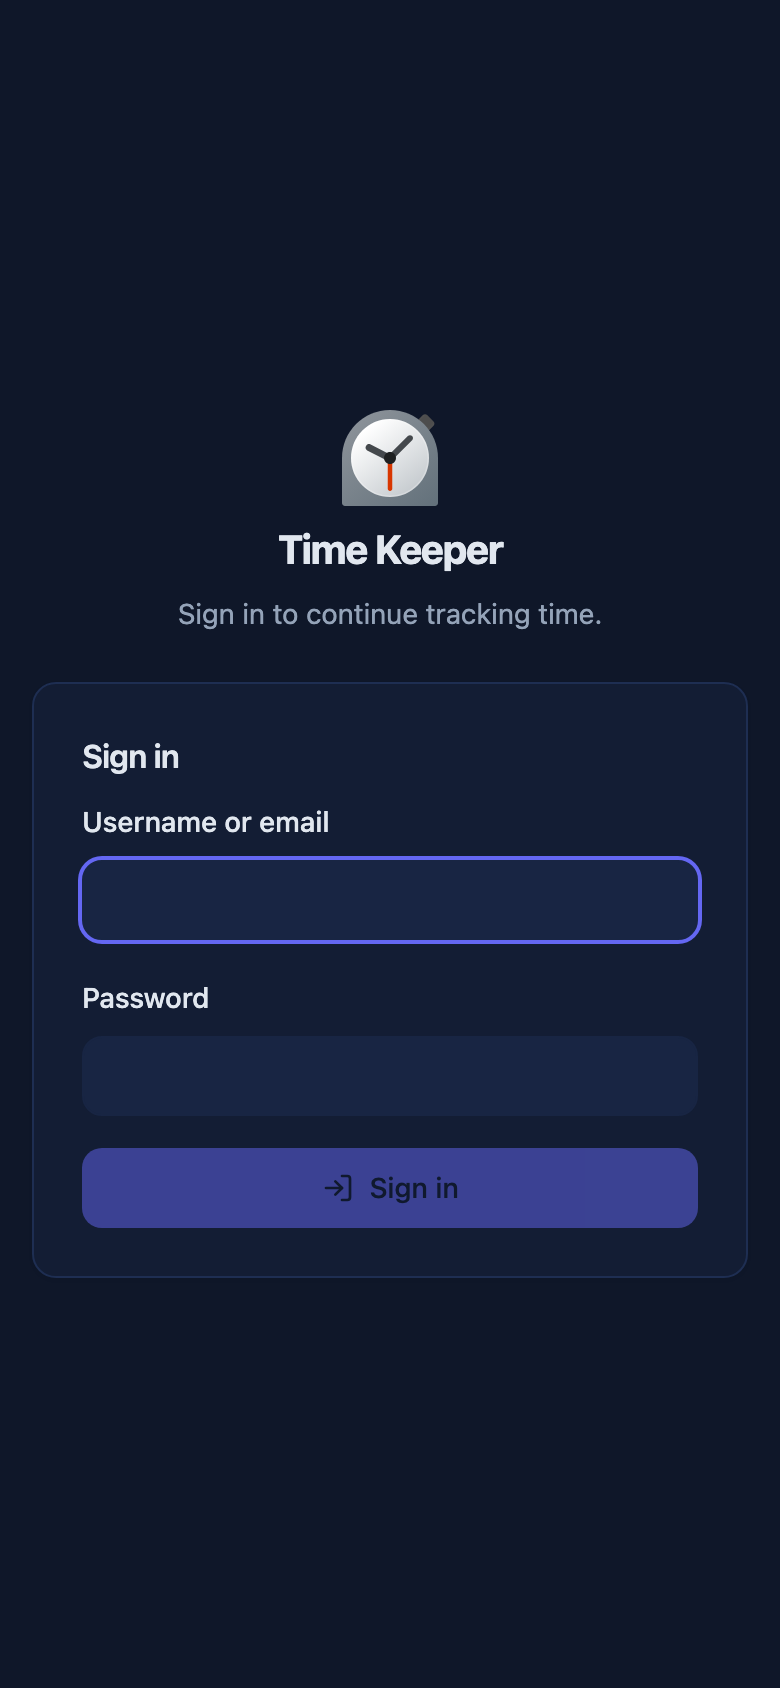 Time Keeper
Sign in to continue tracking time.
Sign in
Username or email
Password
Sign in